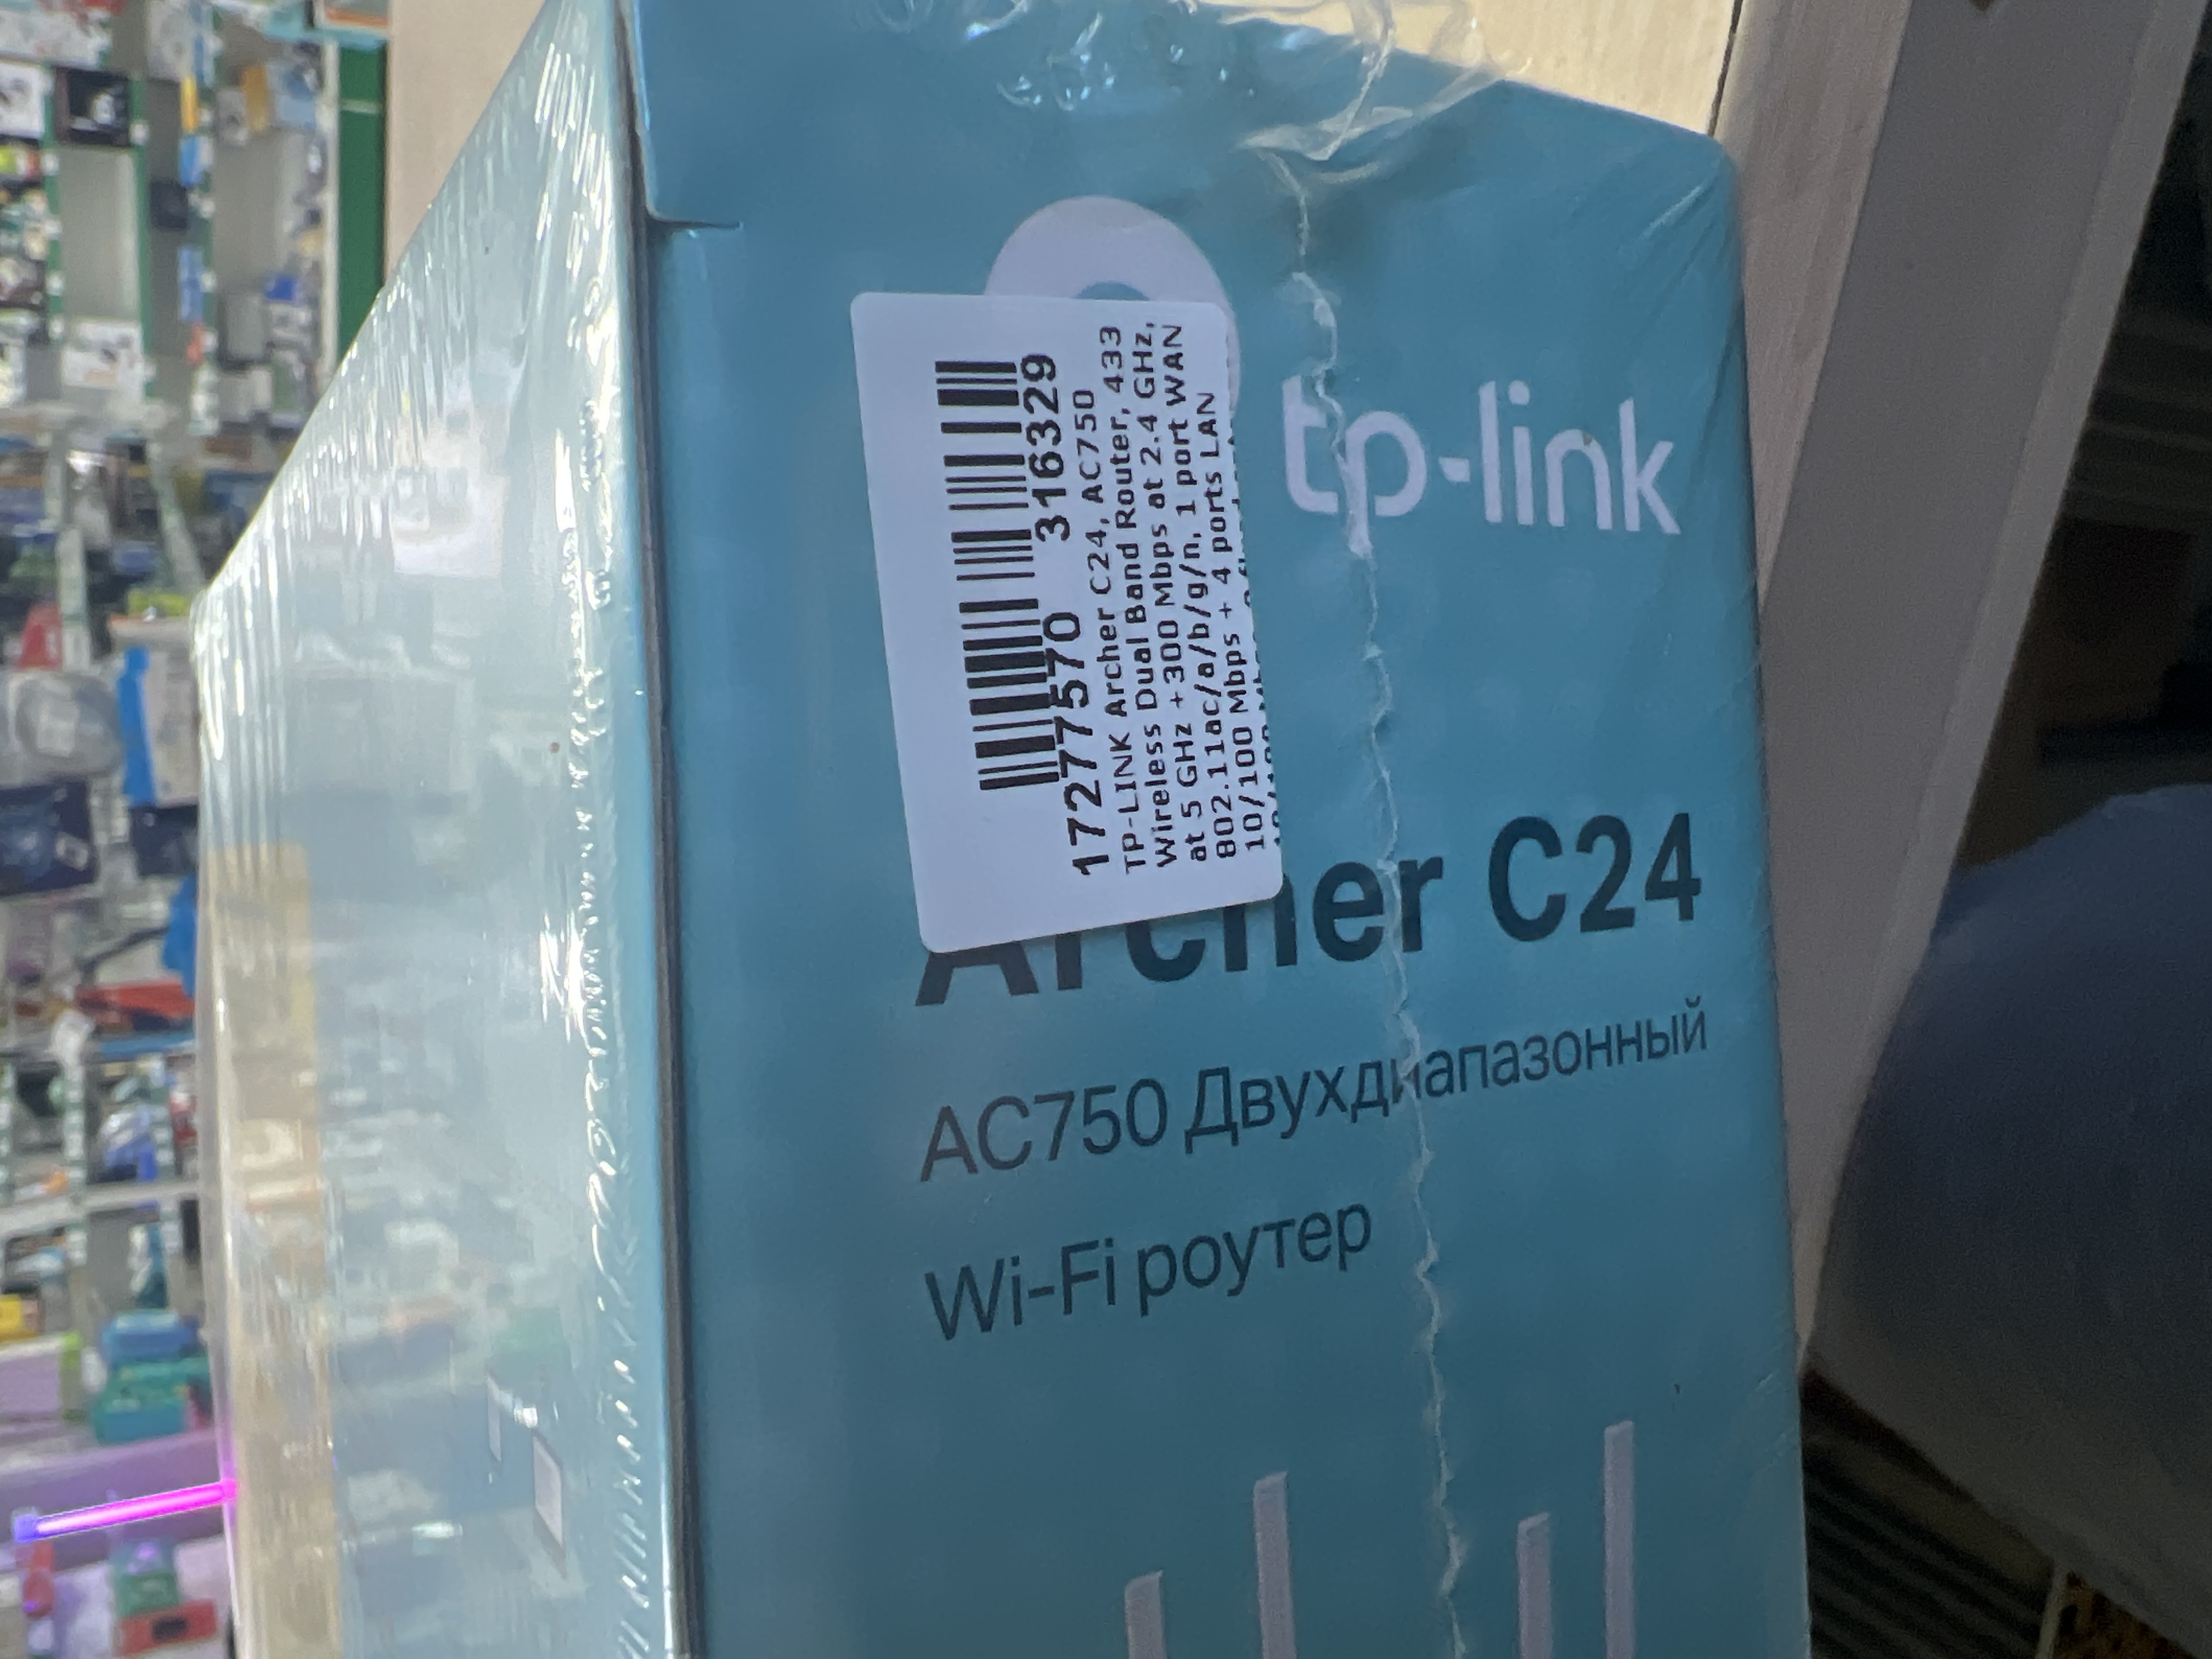 tp-link
17277570 316329
TP-LINK Archer C24, AC750
Wireless Dual Band Router, 433
at 5 GHz +300 Mbps at 2.4 GHz,
802.11ac/a/b/g/n, 1 port WAN
10/100 Mbps + 4 ports LAN
Archer C24
AC750 Двухдиапазонный
Wi-Fi роутер